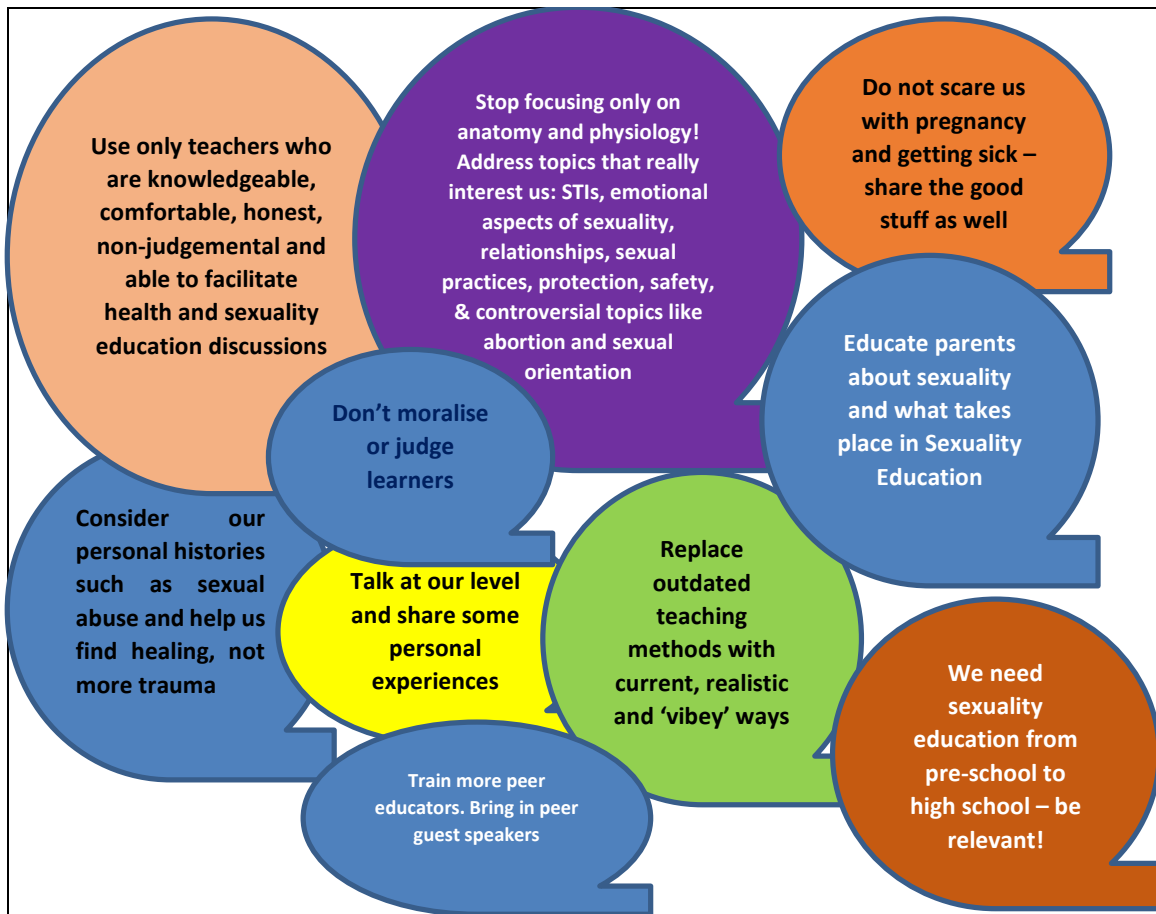 Use only teachers who
are knowledgeable,
comfortable, honest,
non-judgemental and
able to facilitate
health and sexuality
education discussions
Stop focusing only on
anatomy and physiology!
Address topics that really
interest us: STIs, emotional
aspects of sexuality,
relationships, sexual
practices, protection, safety,
& controversial topics like
abortion and sexual
orientation
Do not scare us
with pregnancy
and getting sick –
share the good
stuff as well
Don’t moralise
or judge
learners
Educate parents
about sexuality
and what takes
place in Sexuality
Education
Consider our
personal histories
such as sexual
abuse and help us
find healing, not
more trauma
Talk at our level
and share some
personal
experiences
Replace
outdated
teaching
methods with
current, realistic
and ‘vibey’ ways
We need
sexuality
education from
pre-school to
high school – be
relevant!
Train more peer
educators. Bring in peer
guest speakers